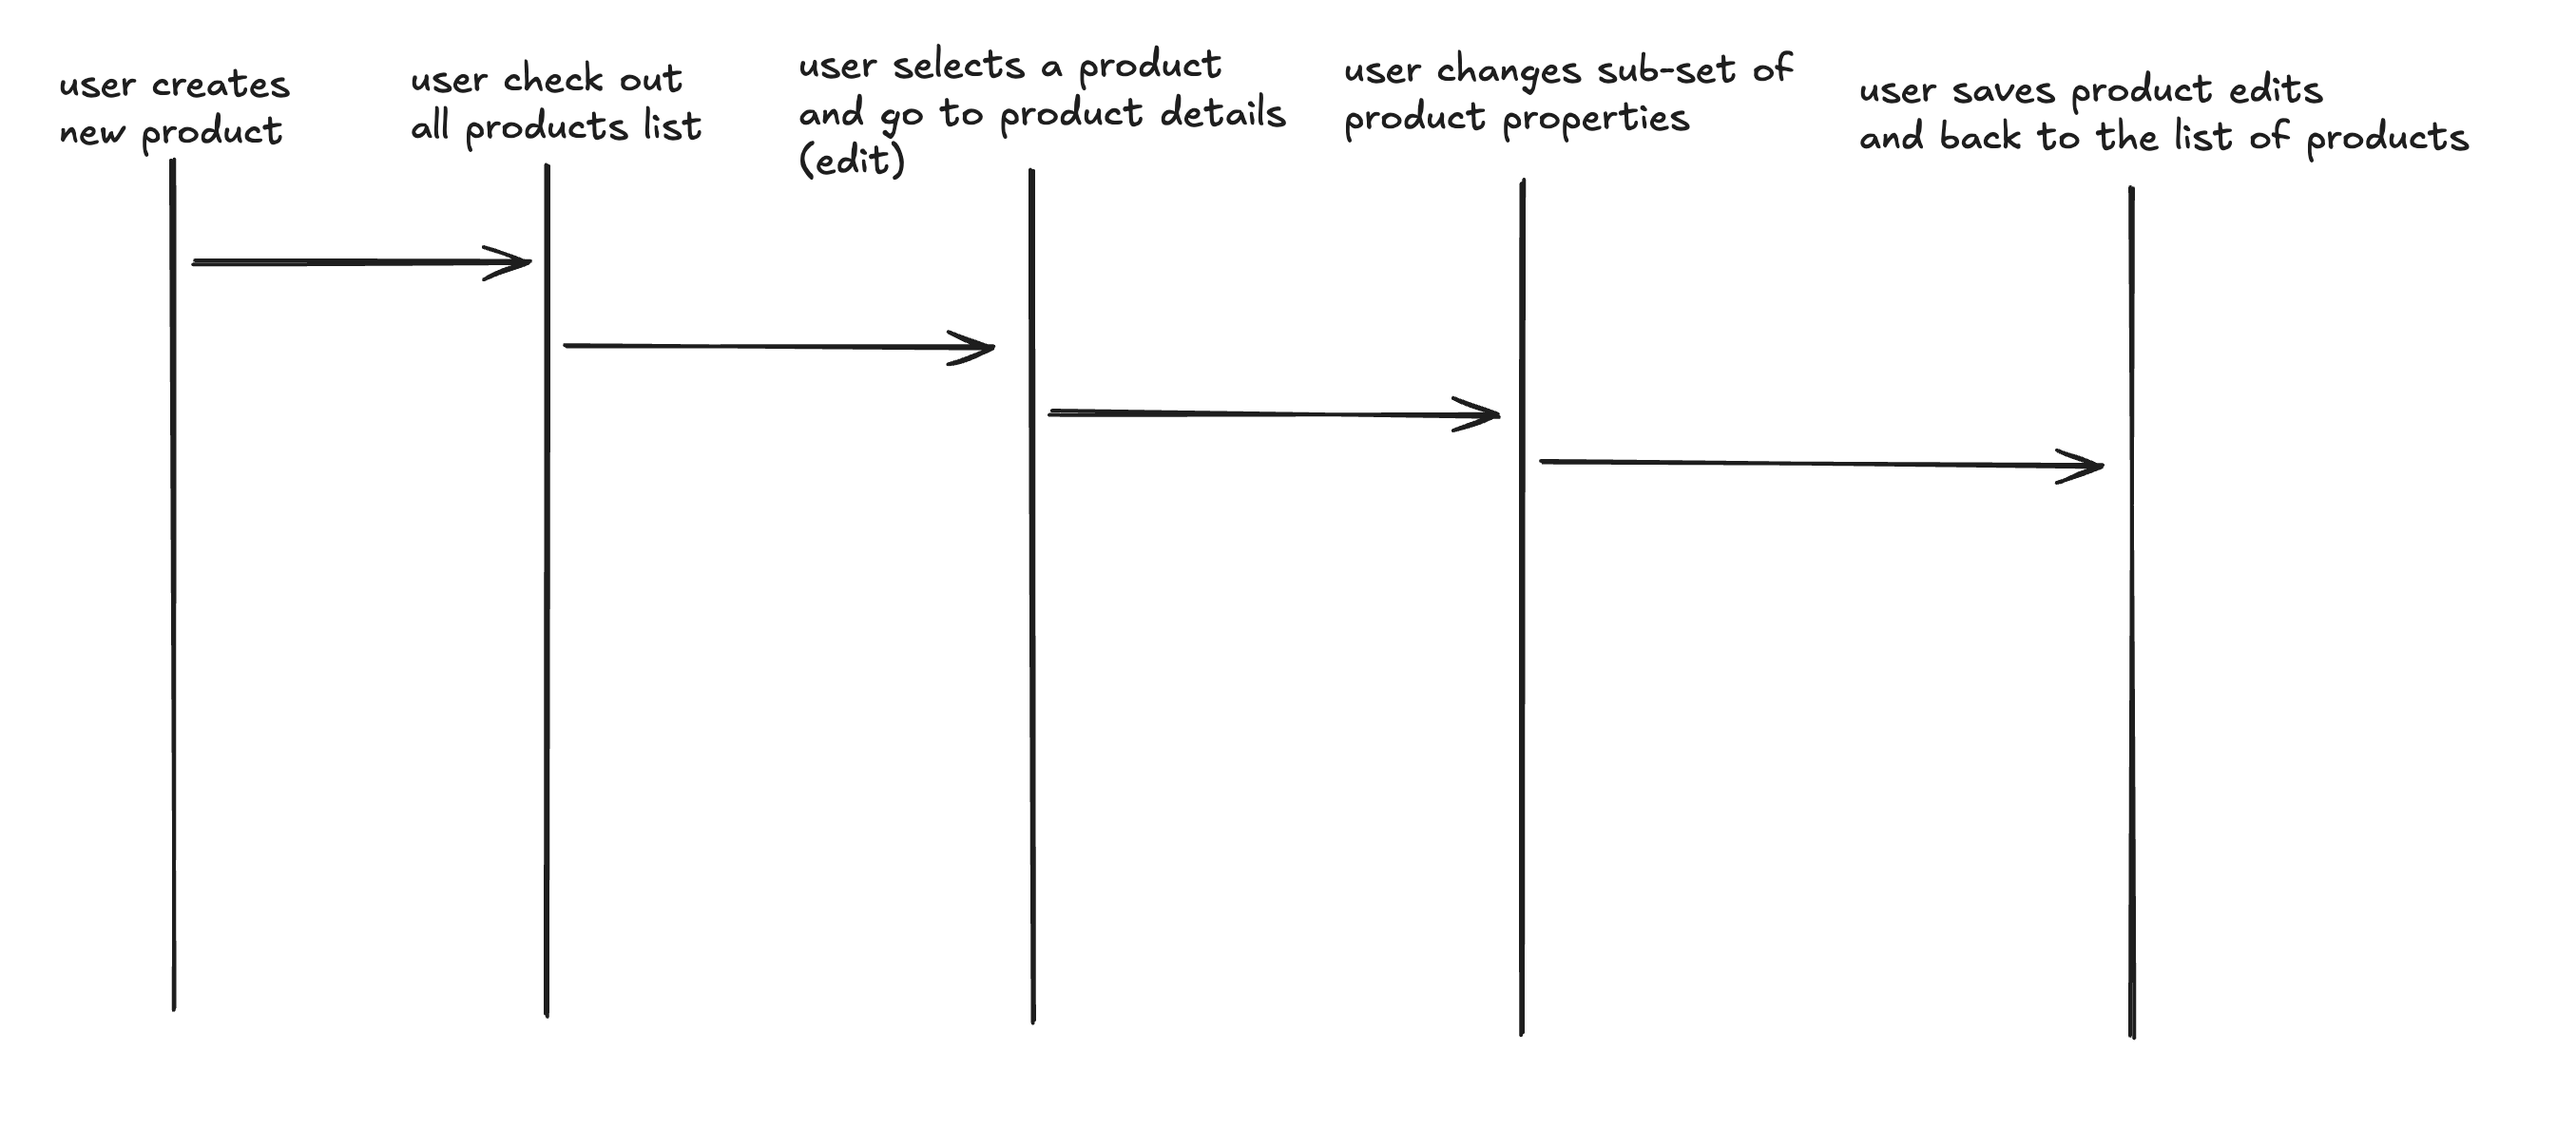 user creates
new product
user check out
all products list
user selects a product
and go to product details
(edit)
user changes sub-set of
product properties
user saves product edits
and back to the list of products